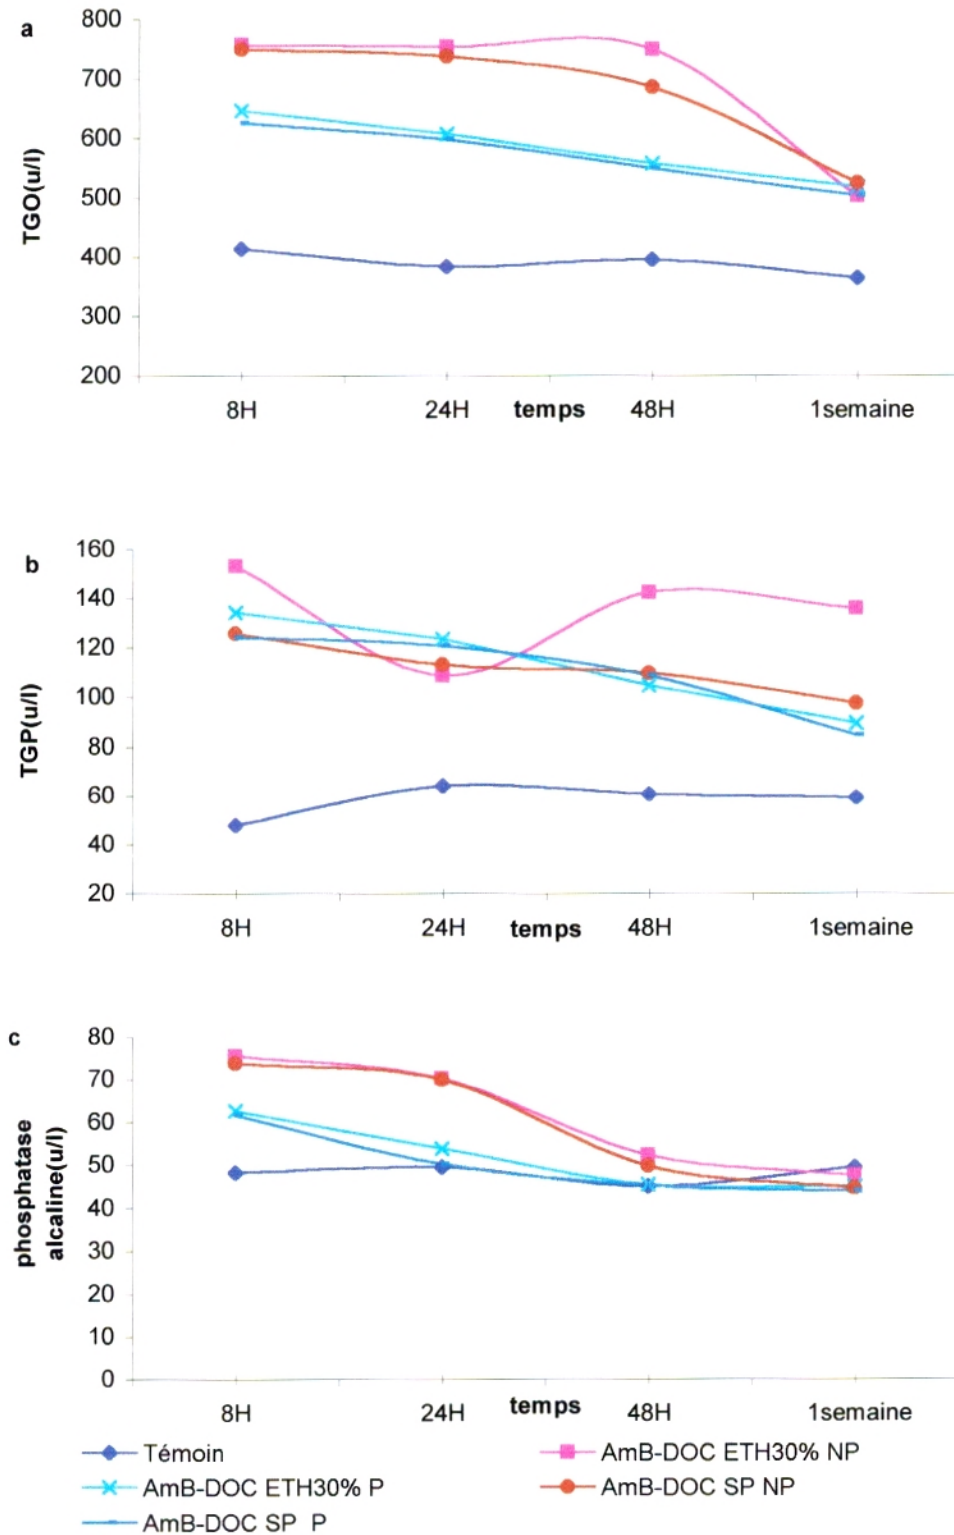 a
800
700
600
500
400
300
200
TGO(u/l)
8H 24H temps 48H 1semaine
b
160
140
120
100
80
60
40
20
TGP(u/l)
8H 24H temps 48H 1semaine
c
80
70
60
50
40
30
20
10
0
phosphatase
alcaline(u/l)
8H 24H temps 48H 1semaine
Témoin AmB-DOC ETH30% NP
AmB-DOC ETH30% P AmB-DOC SP NP
AmB-DOC SP P